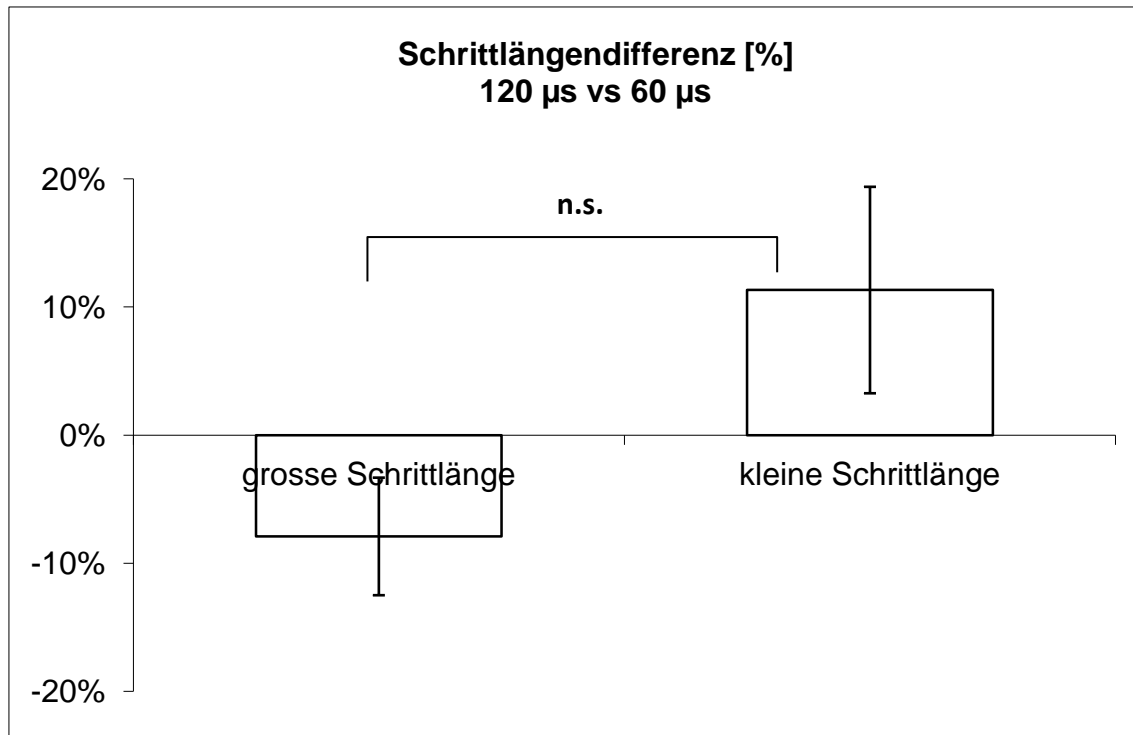 Schrittlängendifferenz [%]
120 µs vs 60 µs
20%
n.s.
10%
0%
grosse Schrittlänge
kleine Schrittlänge
-10%
-20%